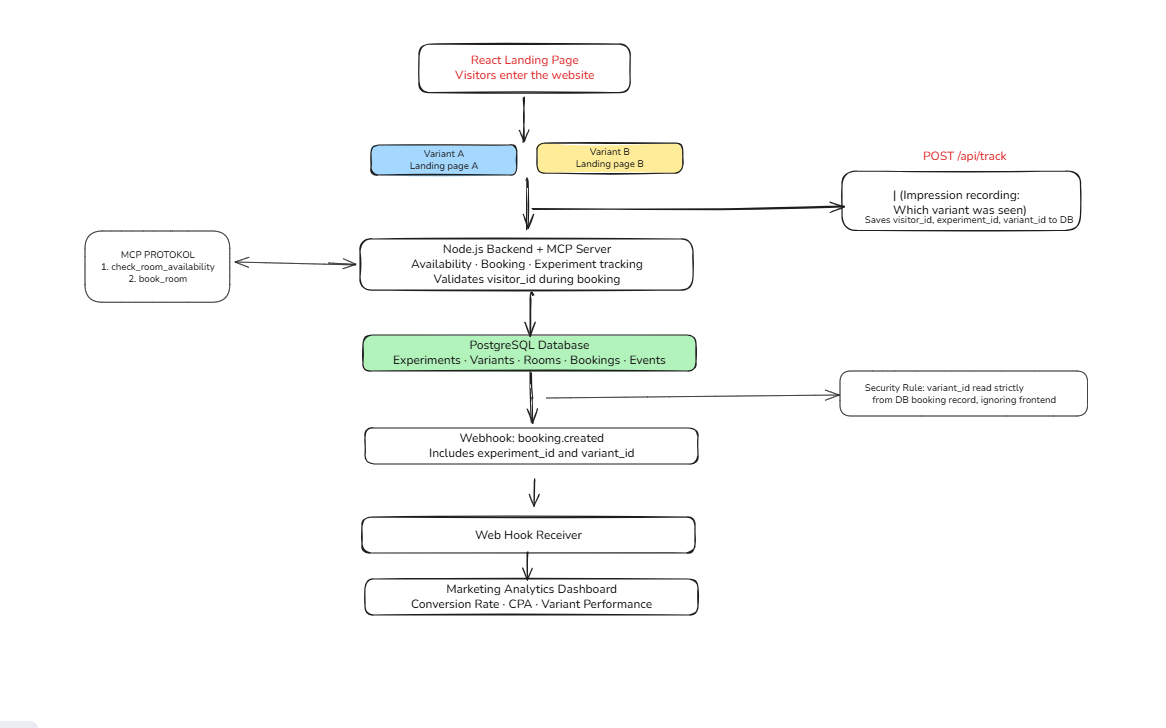 React Landing Page
Visitors enter the website
Variant A
Landing page A
Variant B
Landing page B
POST /api/track
| (Impression recording:
Which variant was seen)
Saves visitor_id, experiment_id, variant_id to DB
MCP PROTOKOL
1. check_room_availability
2. book_room
Node.js Backend + MCP Server
Availability · Booking · Experiment tracking
Validates visitor_id during booking
PostgreSQL Database
Experiments · Variants · Rooms · Bookings · Events
Security Rule: variant_id read strictly
from DB booking record, ignoring frontend
Webhook: booking.created
Includes experiment_id and variant_id
Web Hook Receiver
Marketing Analytics Dashboard
Conversion Rate · CPA · Variant Performance